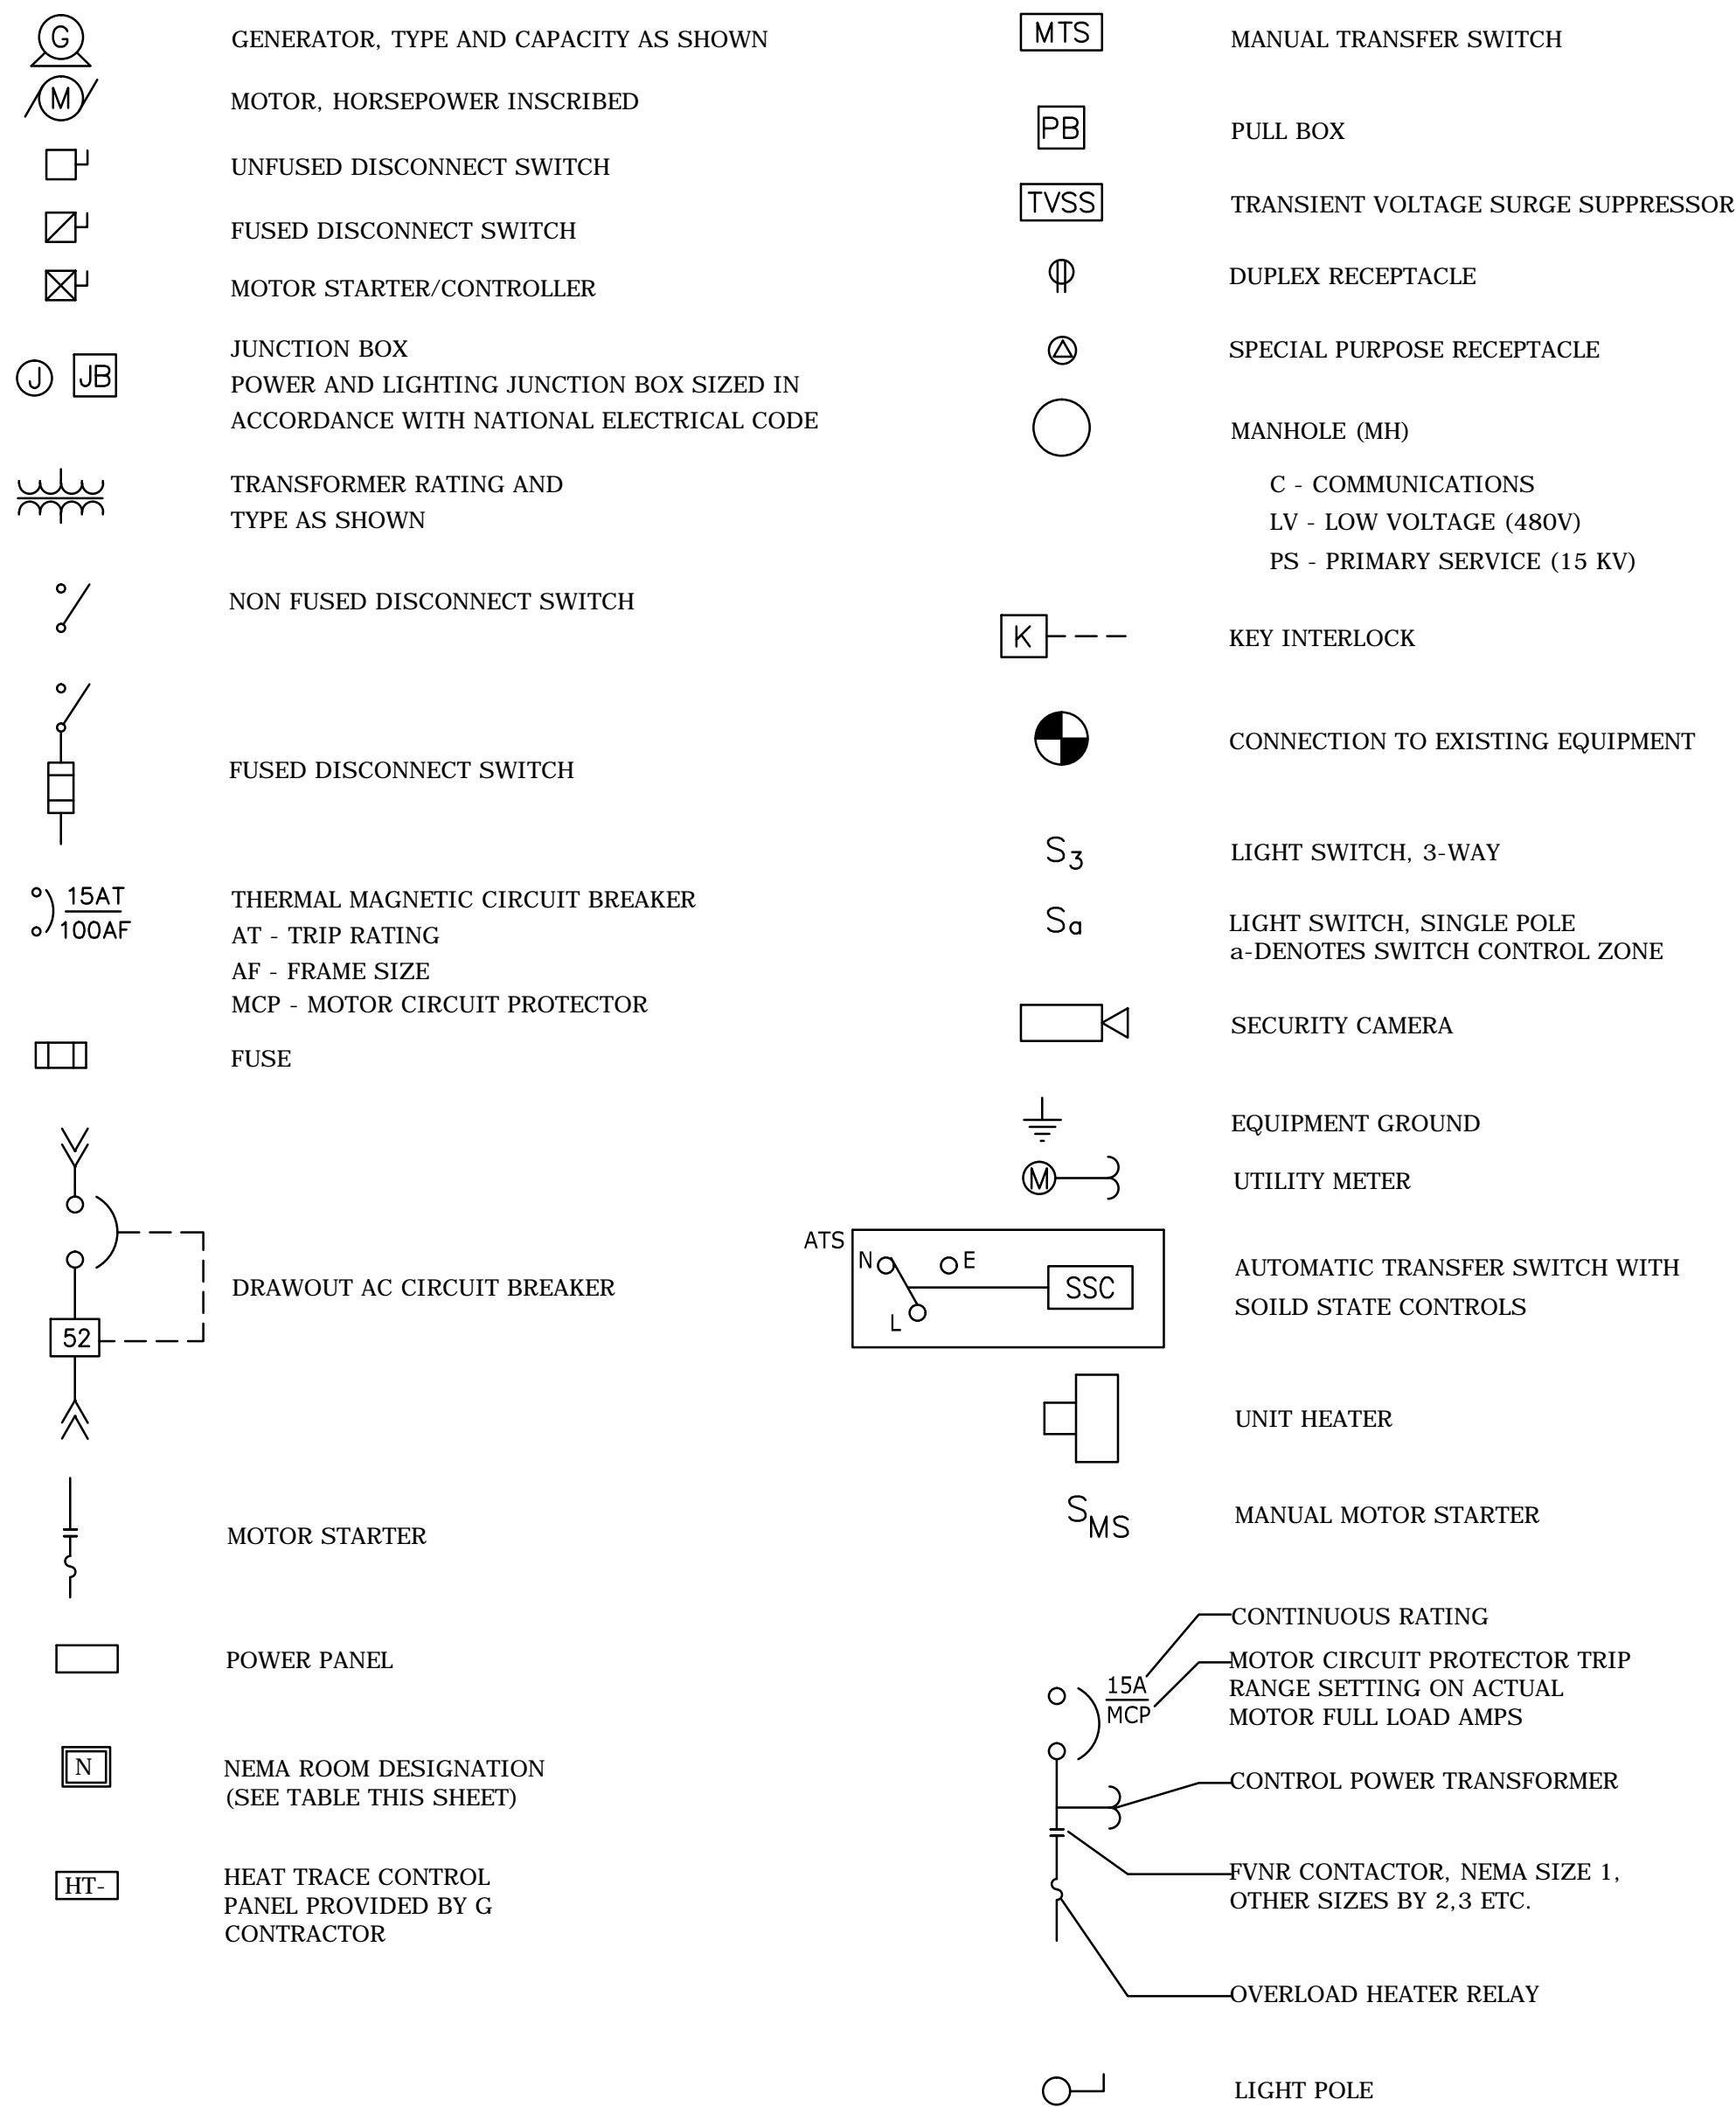 G
GENERATOR, TYPE AND CAPACITY AS SHOWN
M
MOTOR, HORSEPOWER INSCRIBED
UNFUSED DISCONNECT SWITCH
FUSED DISCONNECT SWITCH
MOTOR STARTER/CONTROLLER
J JB
JUNCTION BOX
POWER AND LIGHTING JUNCTION BOX SIZED IN
ACCORDANCE WITH NATIONAL ELECTRICAL CODE
TRANSFORMER RATING AND
TYPE AS SHOWN
NON FUSED DISCONNECT SWITCH
FUSED DISCONNECT SWITCH
15AT
100AF
THERMAL MAGNETIC CIRCUIT BREAKER
AT - TRIP RATING
AF - FRAME SIZE
MCP - MOTOR CIRCUIT PROTECTOR
FUSE
52
DRAWOUT AC CIRCUIT BREAKER
MOTOR STARTER
POWER PANEL
N
NEMA ROOM DESIGNATION
(SEE TABLE THIS SHEET)
HT-
HEAT TRACE CONTROL
PANEL PROVIDED BY G
CONTRACTOR
MTS
MANUAL TRANSFER SWITCH
PB
PULL BOX
TVSS
TRANSIENT VOLTAGE SURGE SUPPRESSOR
DUPLEX RECEPTACLE
SPECIAL PURPOSE RECEPTACLE
MANHOLE (MH)
C - COMMUNICATIONS
LV - LOW VOLTAGE (480V)
PS - PRIMARY SERVICE (15 KV)
K
KEY INTERLOCK
CONNECTION TO EXISTING EQUIPMENT
S3
LIGHT SWITCH, 3-WAY
Sa
LIGHT SWITCH, SINGLE POLE
a-DENOTES SWITCH CONTROL ZONE
SECURITY CAMERA
EQUIPMENT GROUND
M
UTILITY METER
ATS
N
E
L
SSC
AUTOMATIC TRANSFER SWITCH WITH
SOILD STATE CONTROLS
UNIT HEATER
SMS
MANUAL MOTOR STARTER
15A
MCP
CONTINUOUS RATING
MOTOR CIRCUIT PROTECTOR TRIP
RANGE SETTING ON ACTUAL
MOTOR FULL LOAD AMPS
CONTROL POWER TRANSFORMER
FVNR CONTACTOR, NEMA SIZE 1,
OTHER SIZES BY 2,3 ETC.
OVERLOAD HEATER RELAY
LIGHT POLE